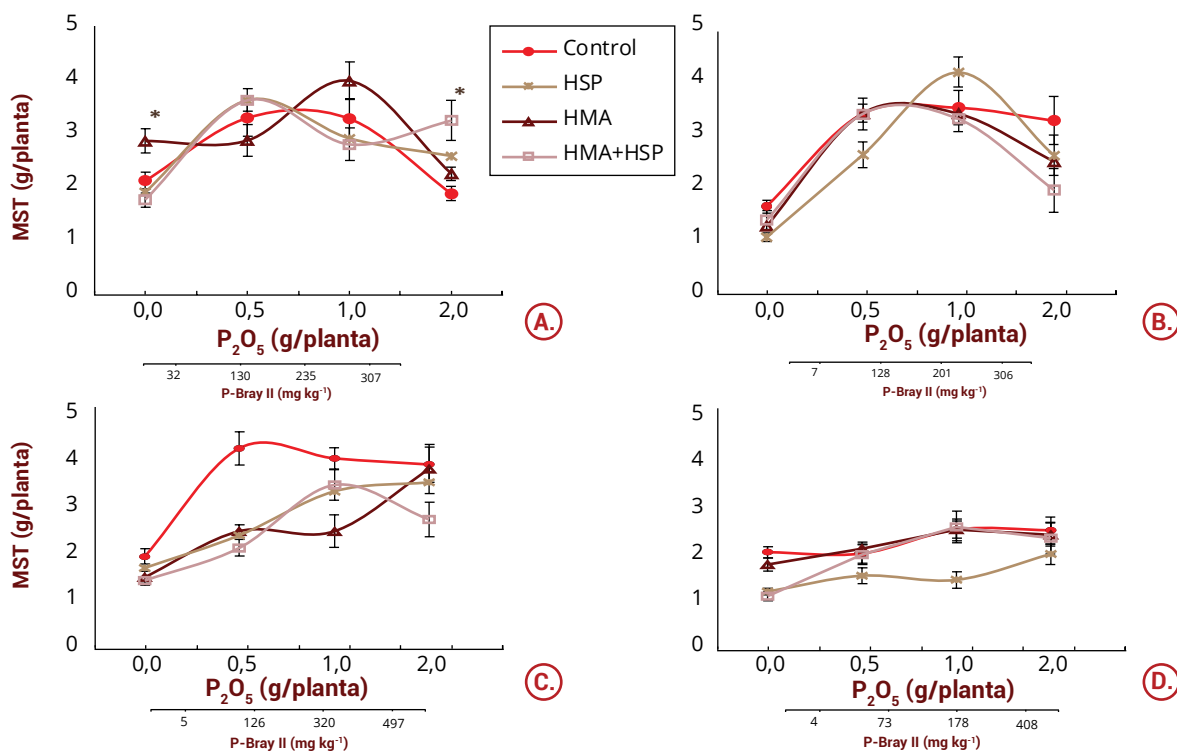 5
4
3
2
1
0
MST (g/planta)
*
*
0,0 0,5 1,0 2,0
P₂O₅ (g/planta)
32 130 235 307
P-Bray II (mg kg⁻¹)
A.
Control
HSP
HMA
HMA+HSP
5
4
3
2
1
0
0,0 0,5 1,0 2,0
P₂O₅ (g/planta)
7 128 201 306
P-Bray II (mg kg⁻¹)
B.
5
4
3
2
1
0
MST (g/planta)
0,0 0,5 1,0 2,0
P₂O₅ (g/planta)
5 126 320 497
P-Bray II (mg kg⁻¹)
C.
5
4
3
2
1
0
0,0 0,5 1,0 2,0
P₂O₅ (g/planta)
4 73 178 408
P-Bray II (mg kg⁻¹)
D.